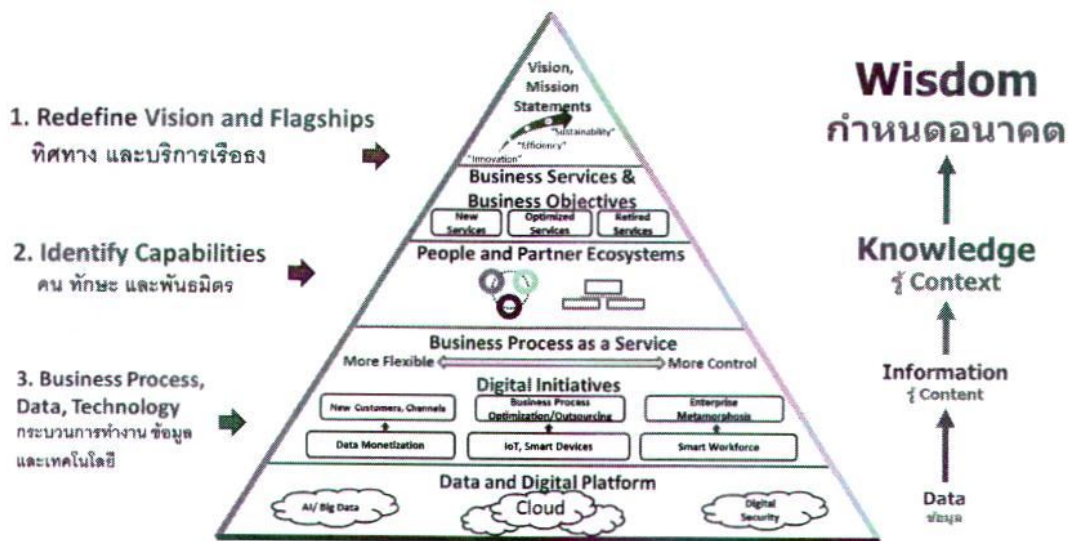 1. Redefine Vision and Flagships
ทิศทาง และบริการเรือธง
2. Identify Capabilities
คน ทักษะ และพันธมิตร
3. Business Process,
Data, Technology
กระบวนการทำงาน ข้อมูล
และเทคโนโลยี
Vision,
Mission
Statements
"Sustainability"
"Efficiency"
"Innovation"
Business Services &
Business Objectives
New
Services
Optimized
Services
Retired
Services
People and Partner Ecosystems
Business Process as a Service
More Flexible
More Control
Digital Initiatives
New Customers, Channels
Business Process
Optimization/Outsourcing
Enterprise
Metamorphosis
Data Monetization
IoT, Smart Devices
Smart Workforce
Data and Digital Platform
AI/ Big Data
Cloud
Digital
Security
Wisdom
กำหนดอนาคต
Knowledge
รู้ Context
Information
รู้ Content
Data
ข้อมูล